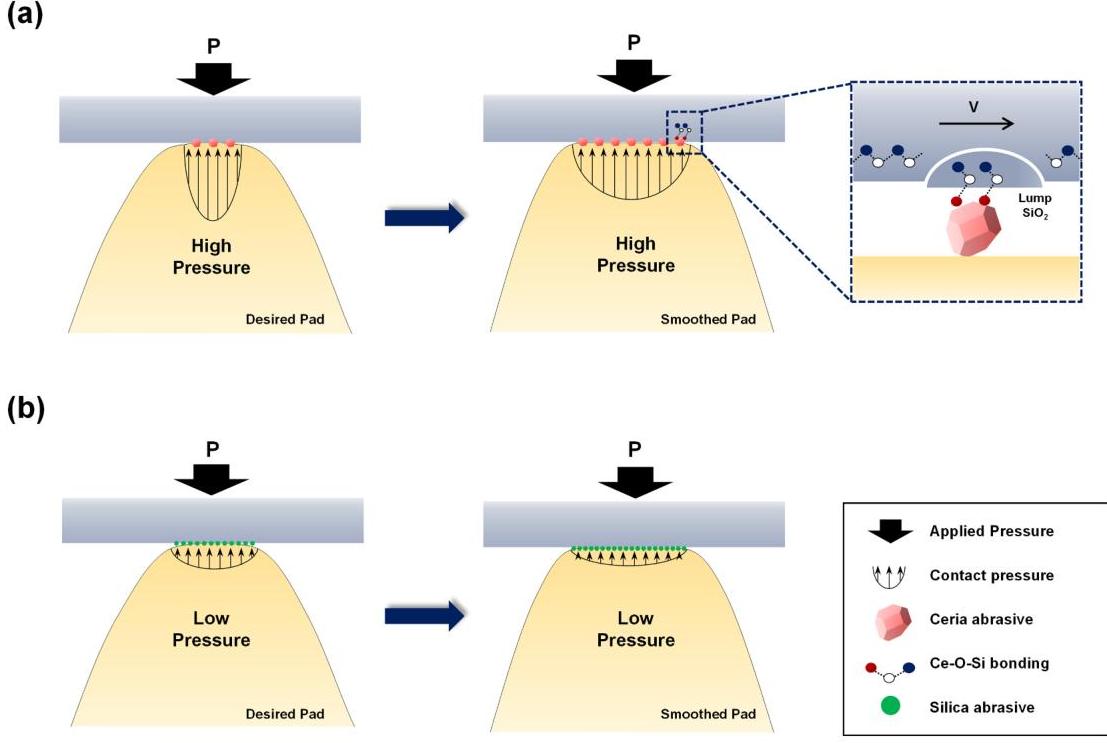 (a)
P
High
Pressure
Desired Pad
P
High
Pressure
Smoothed Pad
V
Lump
SiO₂
(b)
P
Low
Pressure
Desired Pad
P
Low
Pressure
Smoothed Pad
Applied Pressure
Contact pressure
Ceria abrasive
Ce-O-Si bonding
Silica abrasive